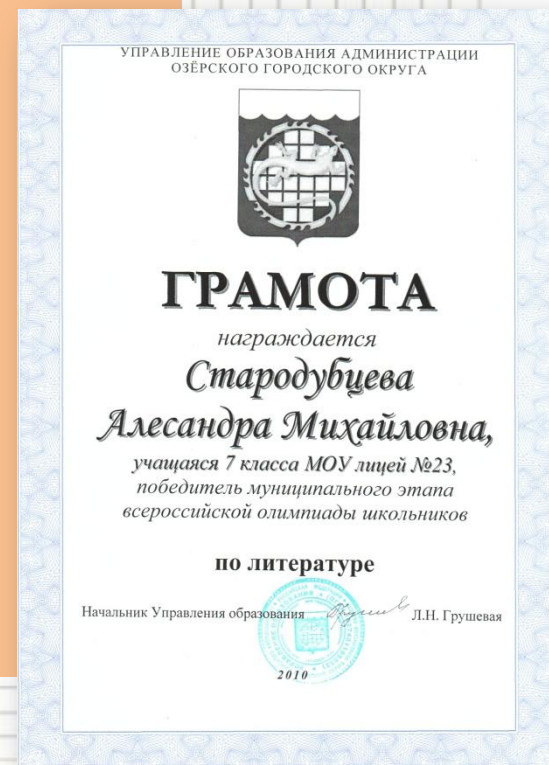 УПРАВЛЕНИЕ ОБРАЗОВАНИЯ АДМИНИСТРАЦИИ
ОЗЁРСКОГО ГОРОДСКОГО ОКРУГА
ГРАМОТА
награждается
Стародубцева
Алесандра Михайловна,
учащаяся 7 класса МОУ лицей №23,
победитель муниципального этапа
всероссийской олимпиады школьников
по литературе
Начальник Управления образования Л.Н. Грушевая
2010